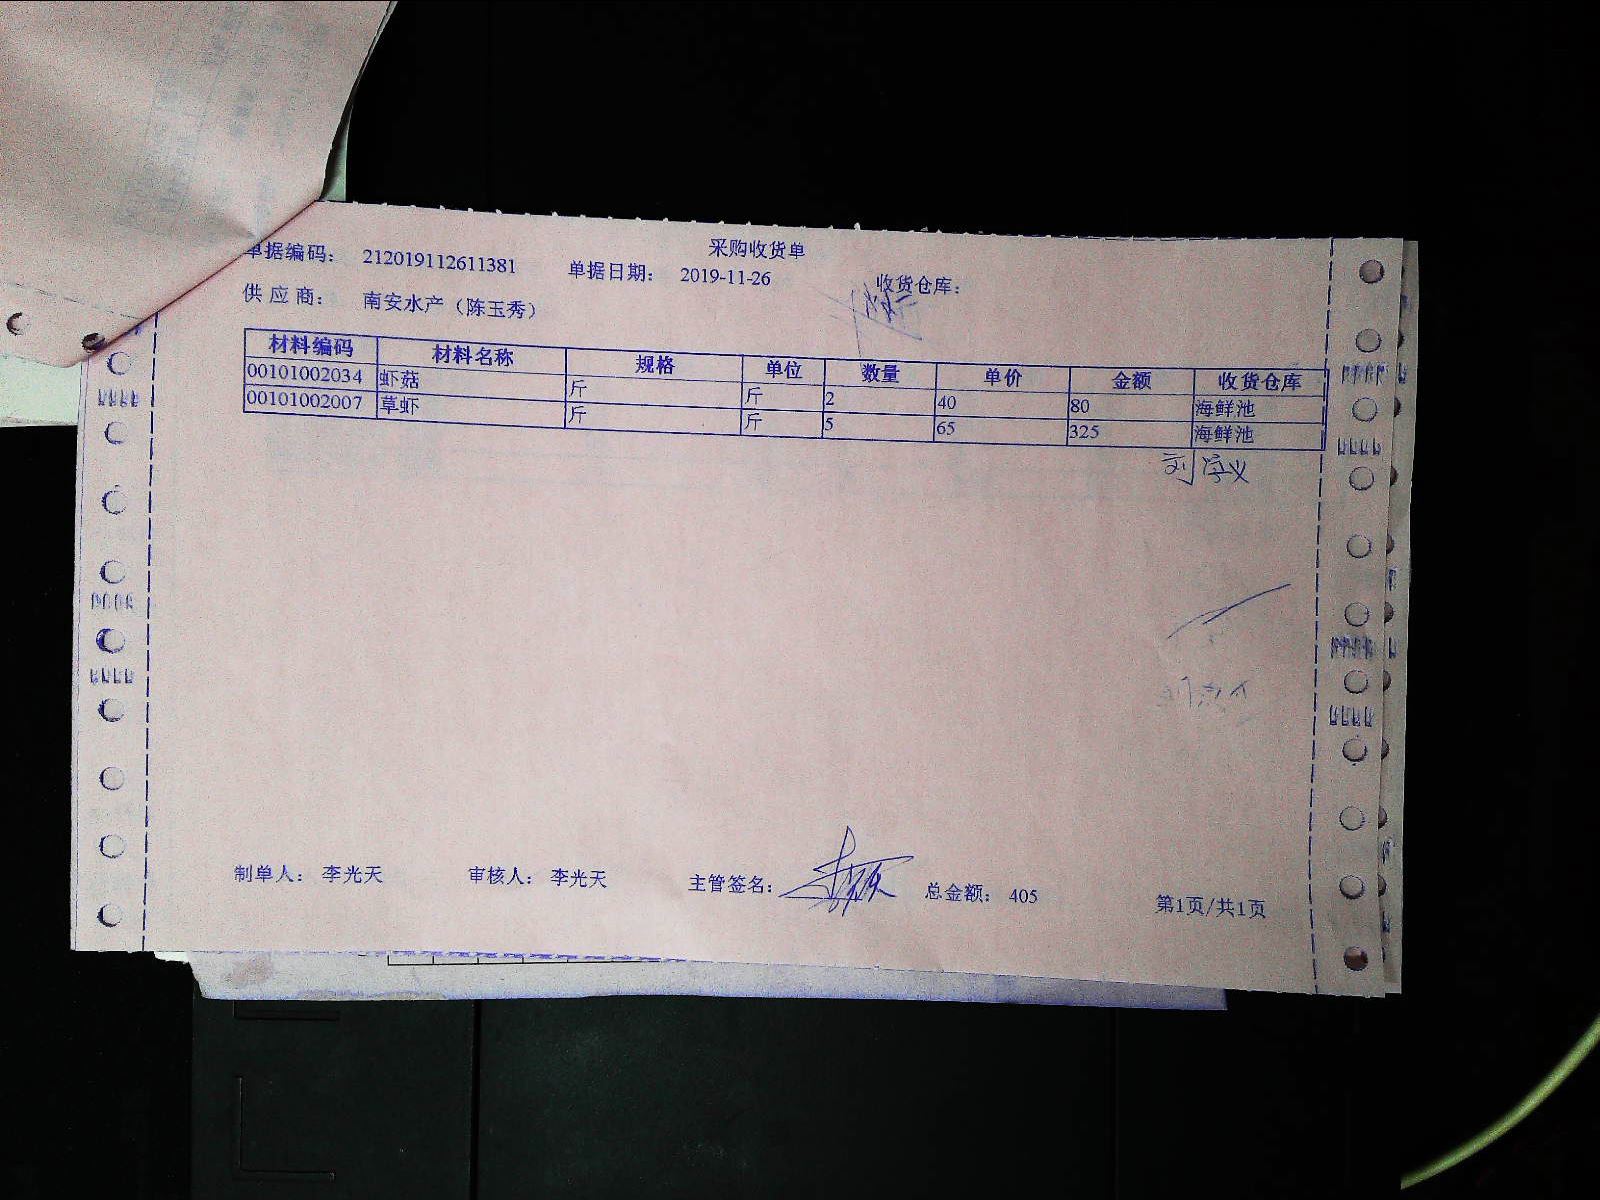 采购收货单
单据编码： 212019112611381 单据日期： 2019-11-26 收货仓库：
供 应 商： 南安水产（陈玉秀）
材料编码 材料名称 规格 单位 数量 单价 金额 收货仓库
00101002034 虾菇 斤 斤 2 40 80 海鲜池
00101002007 草虾 斤 斤 5 65 325 海鲜池
制单人： 李光天 审核人： 李光天 主管签名： 总金额： 405 第1页/共1页